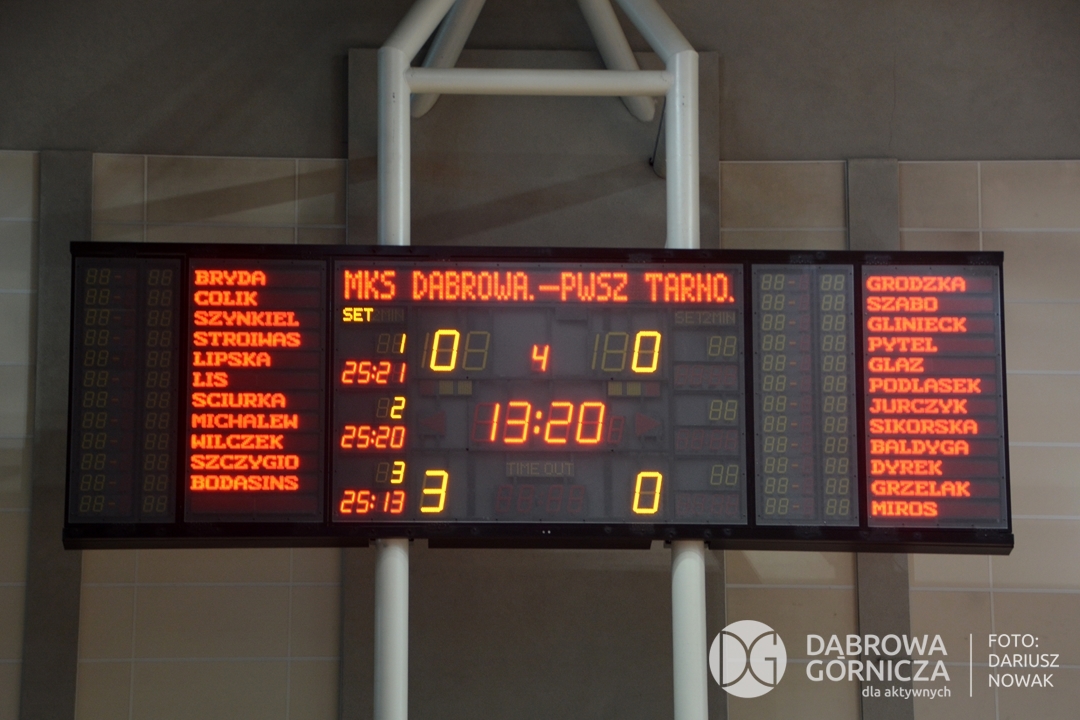 MKS DABROWA.-PWSZ TARNO.
BRYDA
COLIK
SZYNKIEL
STROIWAS
LIPSKA
LIS
SCIURKA
MICHALEW
WILCZEK
SZCZYGIO
BODASINS
SET
1 0 4 0
25:21
2
25:20 13:20
3
25:13 3 0
TIME OUT
SET2MIN
GRODZKA
SZABO
GLINIECK
PYTEL
GLAZ
PODLASEK
JURCZYK
SIKORSKA
BALDYGA
DYREK
GRZELAK
MIROS
DG
DĄBROWA
GÓRNICZA
dla aktywnych
FOTO:
DARIUSZ
NOWAK